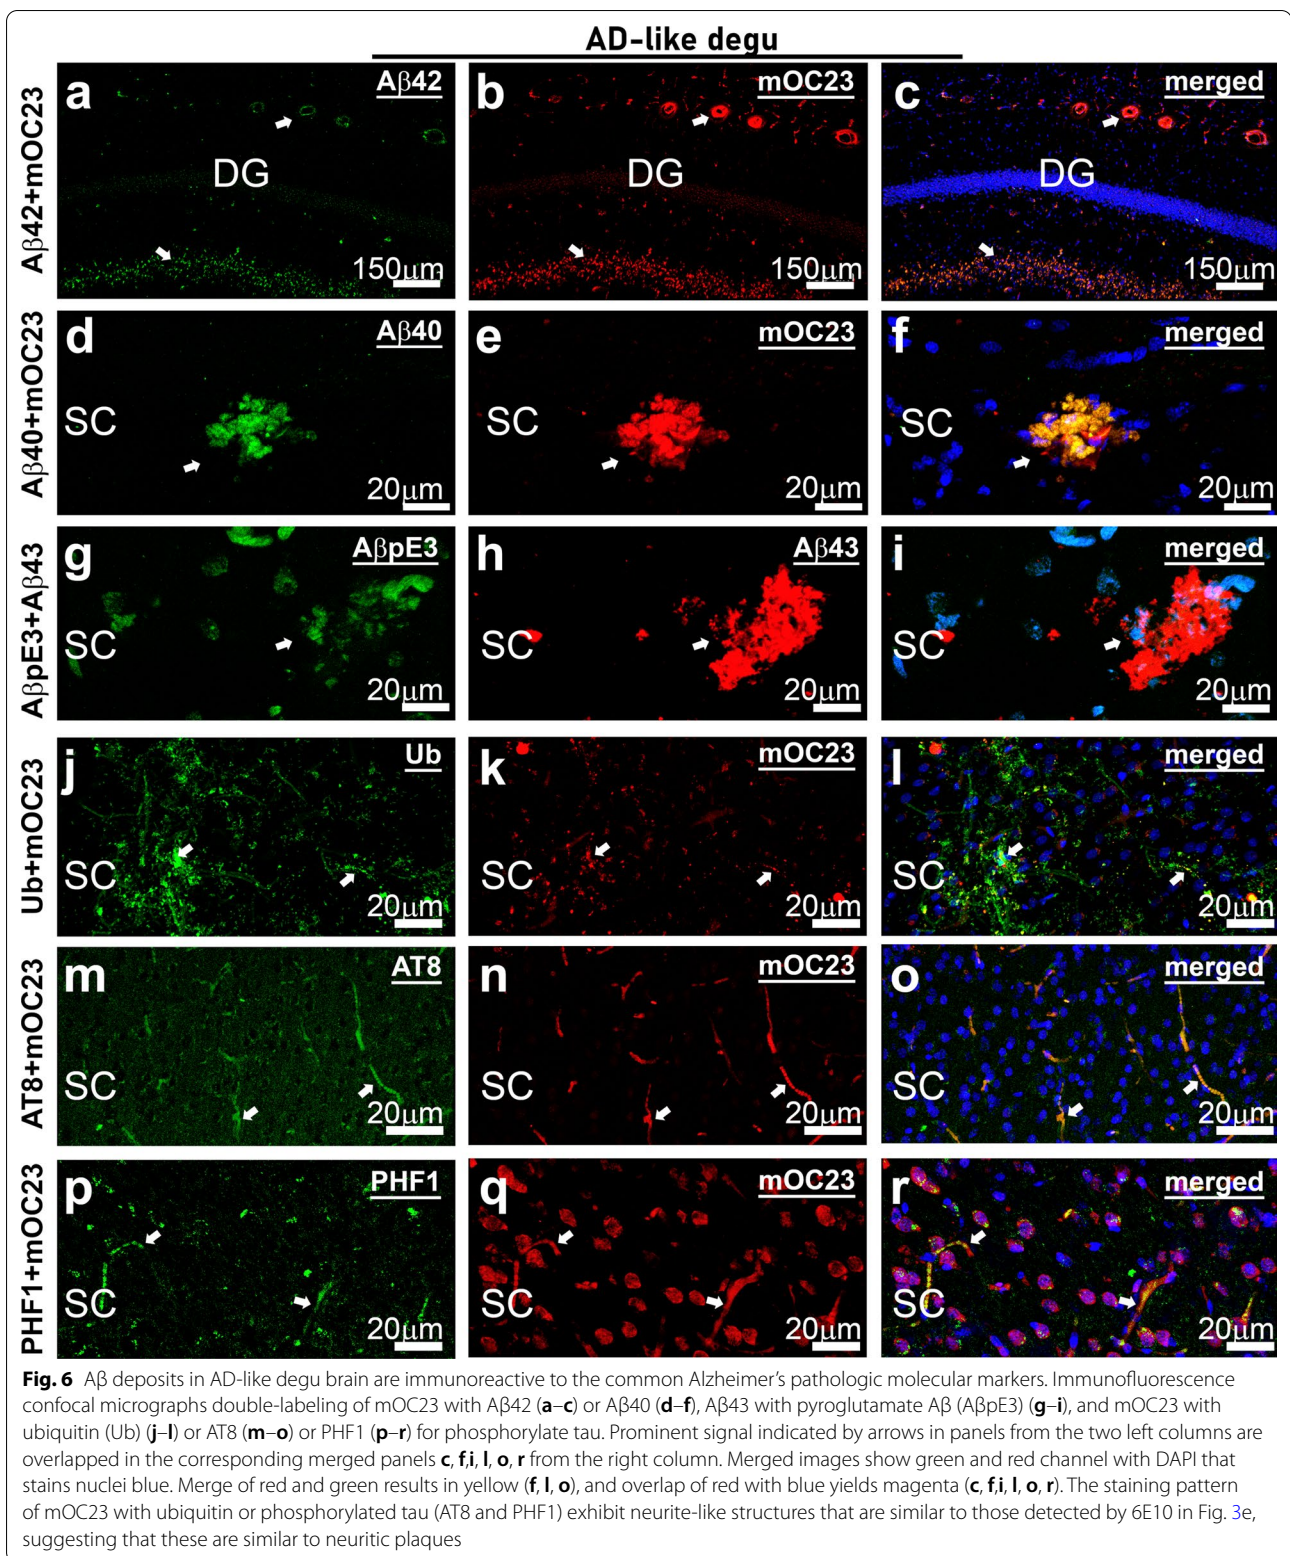 AD-like degu
Aβ42+mOC23
a
Aβ42
DG
150μm
b
mOC23
DG
150μm
c
merged
DG
150μm
Aβ40+mOC23
d
Aβ40
SC
20μm
e
mOC23
SC
20μm
f
merged
SC
20μm
AβpE3+Aβ43
g
AβpE3
SC
20μm
h
Aβ43
SC
20μm
i
merged
SC
20μm
Ub+mOC23
j
Ub
SC
20μm
k
mOC23
SC
20μm
l
merged
SC
20μm
AT8+mOC23
m
AT8
SC
20μm
n
mOC23
SC
20μm
o
merged
SC
20μm
PHF1+mOC23
p
PHF1
SC
20μm
q
mOC23
SC
20μm
r
merged
SC
20μm
Fig. 6 Aβ deposits in AD-like degu brain are immunoreactive to the common Alzheimer's pathologic molecular markers. Immunofluorescence
confocal micrographs double-labeling of mOC23 with Aβ42 (a–c) or Aβ40 (d–f), Aβ43 with pyroglutamate Aβ (AβpE3) (g–i), and mOC23 with
ubiquitin (Ub) (j–l) or AT8 (m–o) or PHF1 (p–r) for phosphorylate tau. Prominent signal indicated by arrows in panels from the two left columns are
overlapped in the corresponding merged panels c, f,i, l, o, r from the right column. Merged images show green and red channel with DAPI that
stains nuclei blue. Merge of red and green results in yellow (f, l, o), and overlap of red with blue yields magenta (c, f,i, l, o, r). The staining pattern
of mOC23 with ubiquitin or phosphorylated tau (AT8 and PHF1) exhibit neurite-like structures that are similar to those detected by 6E10 in Fig. 3e,
suggesting that these are similar to neuritic plaques